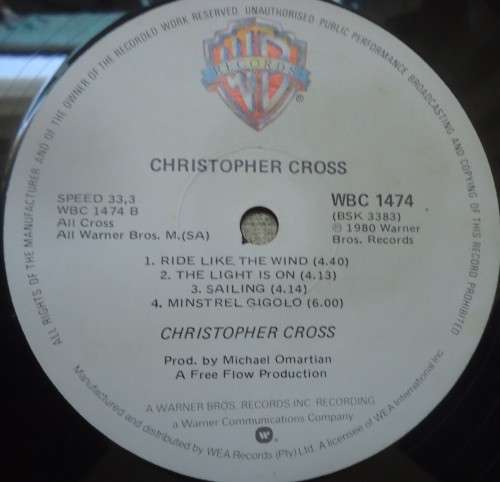 ALL RIGHTS OF THE MANUFACTURER AND OF THE OWNER OF THE RECORDED WORK RESERVED. UNAUTHORISED PUBLIC PERFORMANCE BROADCASTING AND COPYING OF THIS RECORD PROHIBITED
WB
RECORDS
®
CHRISTOPHER CROSS
SPEED 33,3
WBC 1474 B
All Cross
All Warner Bros. M.(SA)
WBC 1474
(BSK 3383)
℗ 1980 Warner
Bros. Records
1. RIDE LIKE THE WIND (4.40)
2. THE LIGHT IS ON (4.13)
3. SAILING (4.14)
4. MINSTREL GIGOLO (6.00)
CHRISTOPHER CROSS
Prod. by Michael Omartian
A Free Flow Production
A WARNER BROS. RECORDS INC. RECORDING
a Warner Communications Company
Manufactured and distributed by WEA Records (Pty) Ltd. A licensee of WEA International Inc